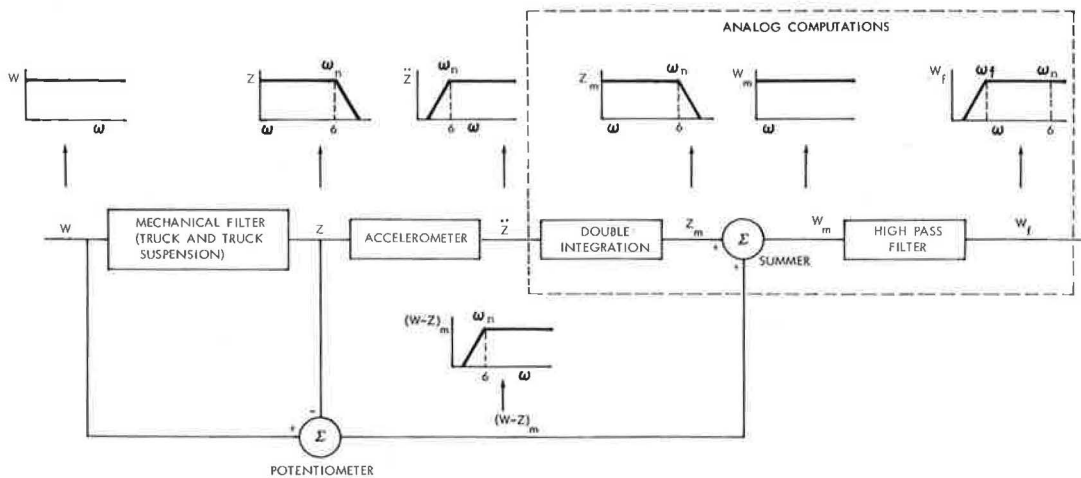 ANALOG COMPUTATIONS
W
ω
Z
ωn
6
ω
Z̈
ωn
6
ω
Zm
ωn
6
ω
Wm
ω
Wf
ωf
ωn
6
ω
W
MECHANICAL FILTER
(TRUCK AND TRUCK
SUSPENSION)
Z
ACCELEROMETER
Z̈
DOUBLE
INTEGRATION
Zm
+
Σ
+
SUMMER
Wm
HIGH PASS
FILTER
Wf
(W-Z)m
ωn
6
ω
(W-Z)m
-
+
Σ
POTENTIOMETER